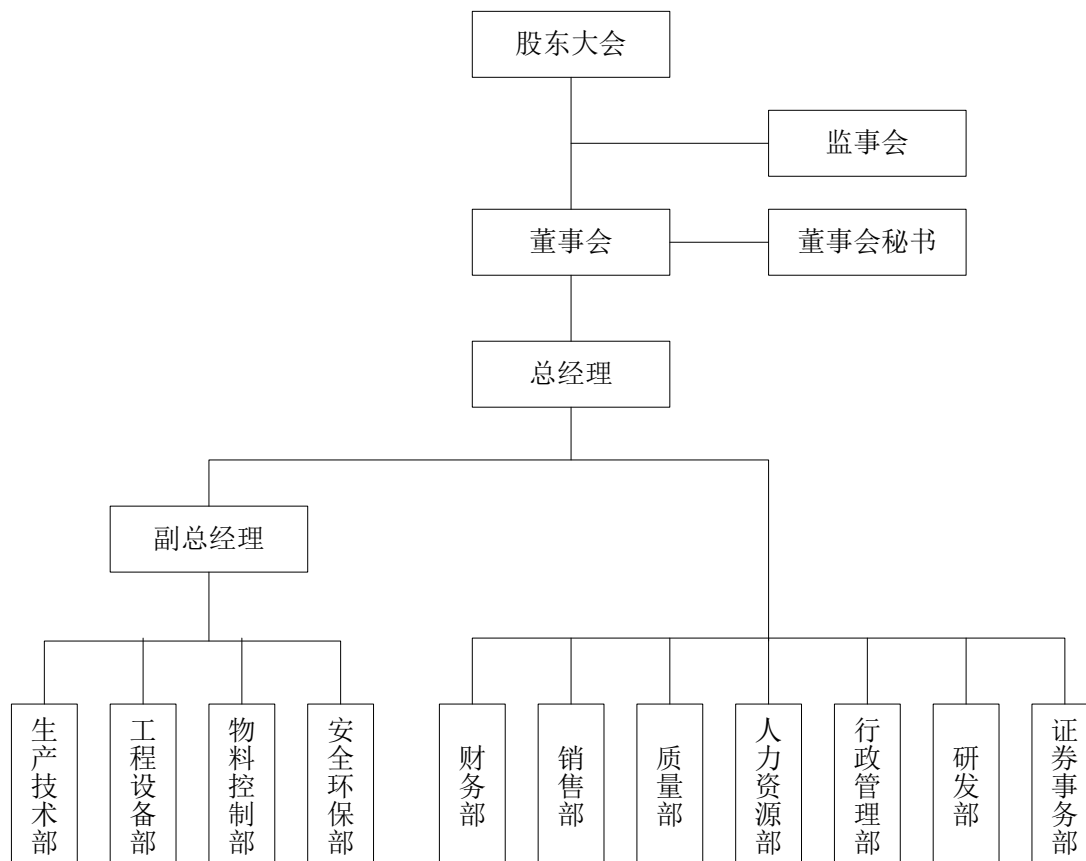 股东大会
监事会
董事会
董事会秘书
总经理
副总经理
生产技术部
工程设备部
物料控制部
安全环保部
财务部
销售部
质量部
人力资源部
行政管理部
研发部
证券事务部